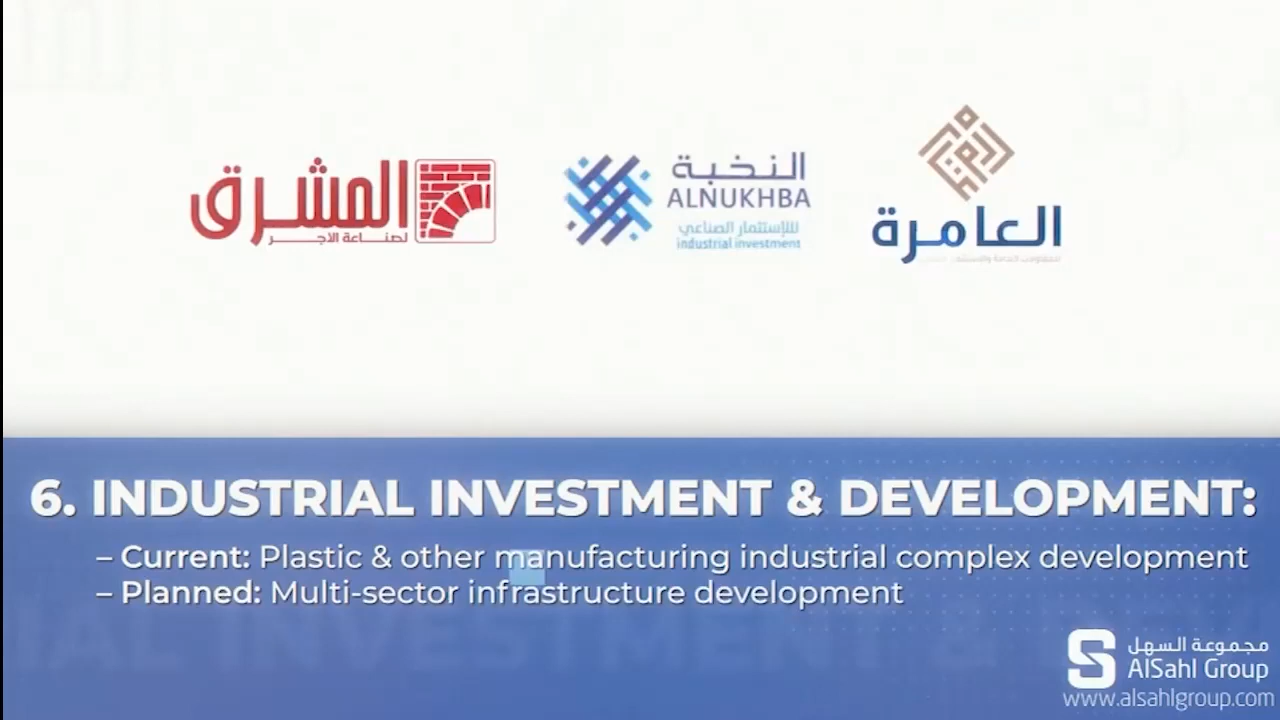 المشرق
لصناعة الآجر
النخبة
ALNUKHBA
للإستثمار الصناعي
industrial investment
العامرة
6. INDUSTRIAL INVESTMENT & DEVELOPMENT:
– Current: Plastic & other manufacturing industrial complex development
– Planned: Multi-sector infrastructure development
مجموعة السهل
AlSahl Group
www.alsahlgroup.com